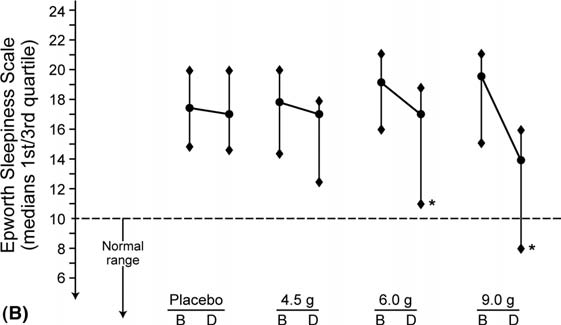 Epworth Sleepiness Scale
(medians 1st/3rd quartile)
24
22
20
18
16
14
12
10
8
6
*
*
Normal
range
Placebo 4.5 g 6.0 g 9.0 g
B D B D B D B D
(B)